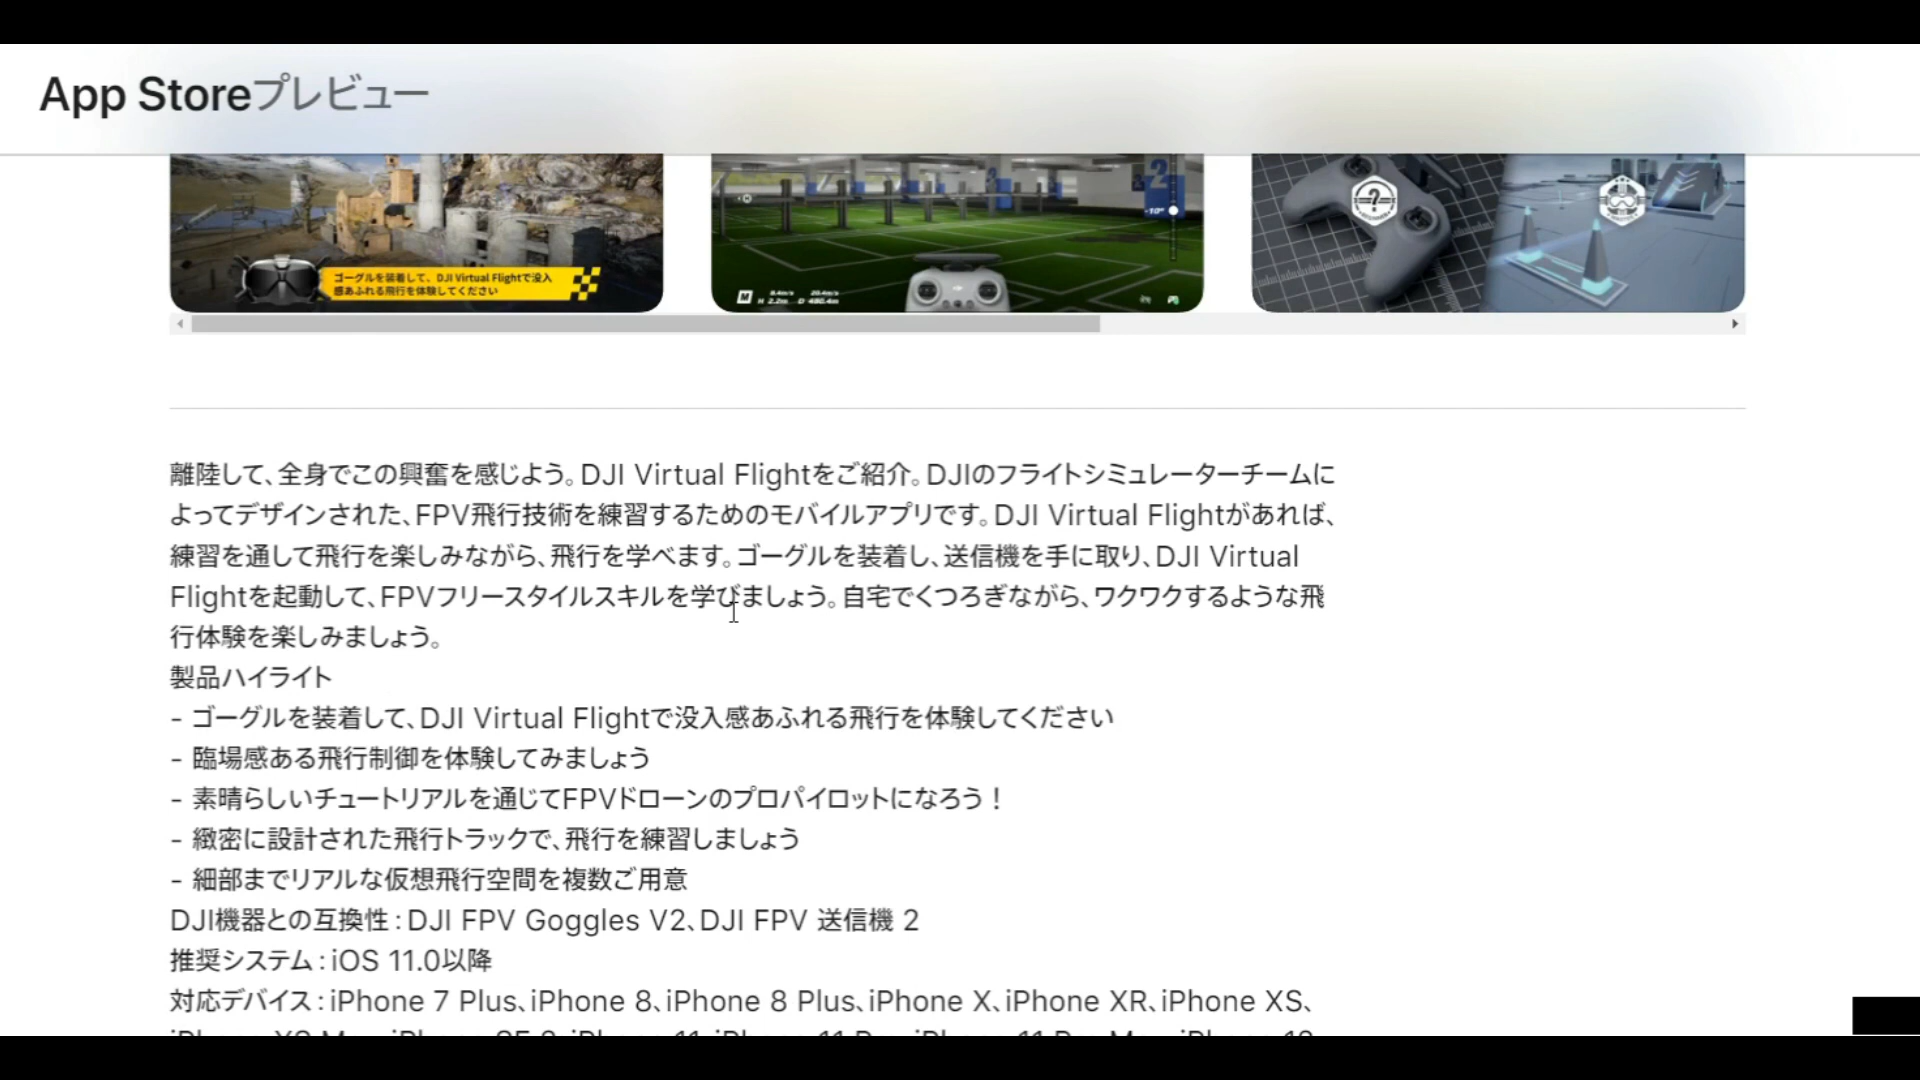 App Storeプレビュー
ゴーグルを装着して、DJI Virtual Flightで没入
感あふれる飛行を体験してください
2
-10°
M H 2.2m D 480.4m
離陸して、全身でこの興奮を感じよう。DJI Virtual Flightをご紹介。DJIのフライトシミュレーターチームに
よってデザインされた、FPV飛行技術を練習するためのモバイルアプリです。DJI Virtual Flightがあれば、
練習を通して飛行を楽しみながら、飛行を学べます。ゴーグルを装着し、送信機を手に取り、DJI Virtual
Flightを起動して、FPVフリースタイルスキルを学びましょう。自宅でくつろぎながら、ワクワクするような飛
行体験を楽しみましょう。
製品ハイライト
- ゴーグルを装着して、DJI Virtual Flightで没入感あふれる飛行を体験してください
- 臨場感ある飛行制御を体験してみましょう
- 素晴らしいチュートリアルを通じてFPVドローンのプロパイロットになろう！
- 緻密に設計された飛行トラックで、飛行を練習しましょう
- 細部までリアルな仮想飛行空間を複数ご用意
DJI機器との互換性：DJI FPV Goggles V2、DJI FPV 送信機 2
推奨システム：iOS 11.0以降
対応デバイス：iPhone 7 Plus、iPhone 8、iPhone 8 Plus、iPhone X、iPhone XR、iPhone XS、